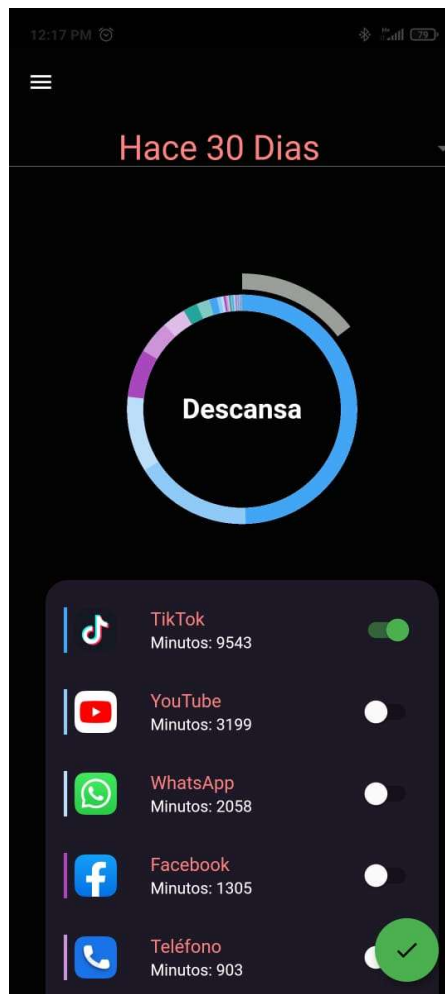 12:17 PM
79
Hace 30 Dias
Descansa
TikTok
Minutos: 9543
YouTube
Minutos: 3199
WhatsApp
Minutos: 2058
Facebook
Minutos: 1305
Teléfono
Minutos: 903